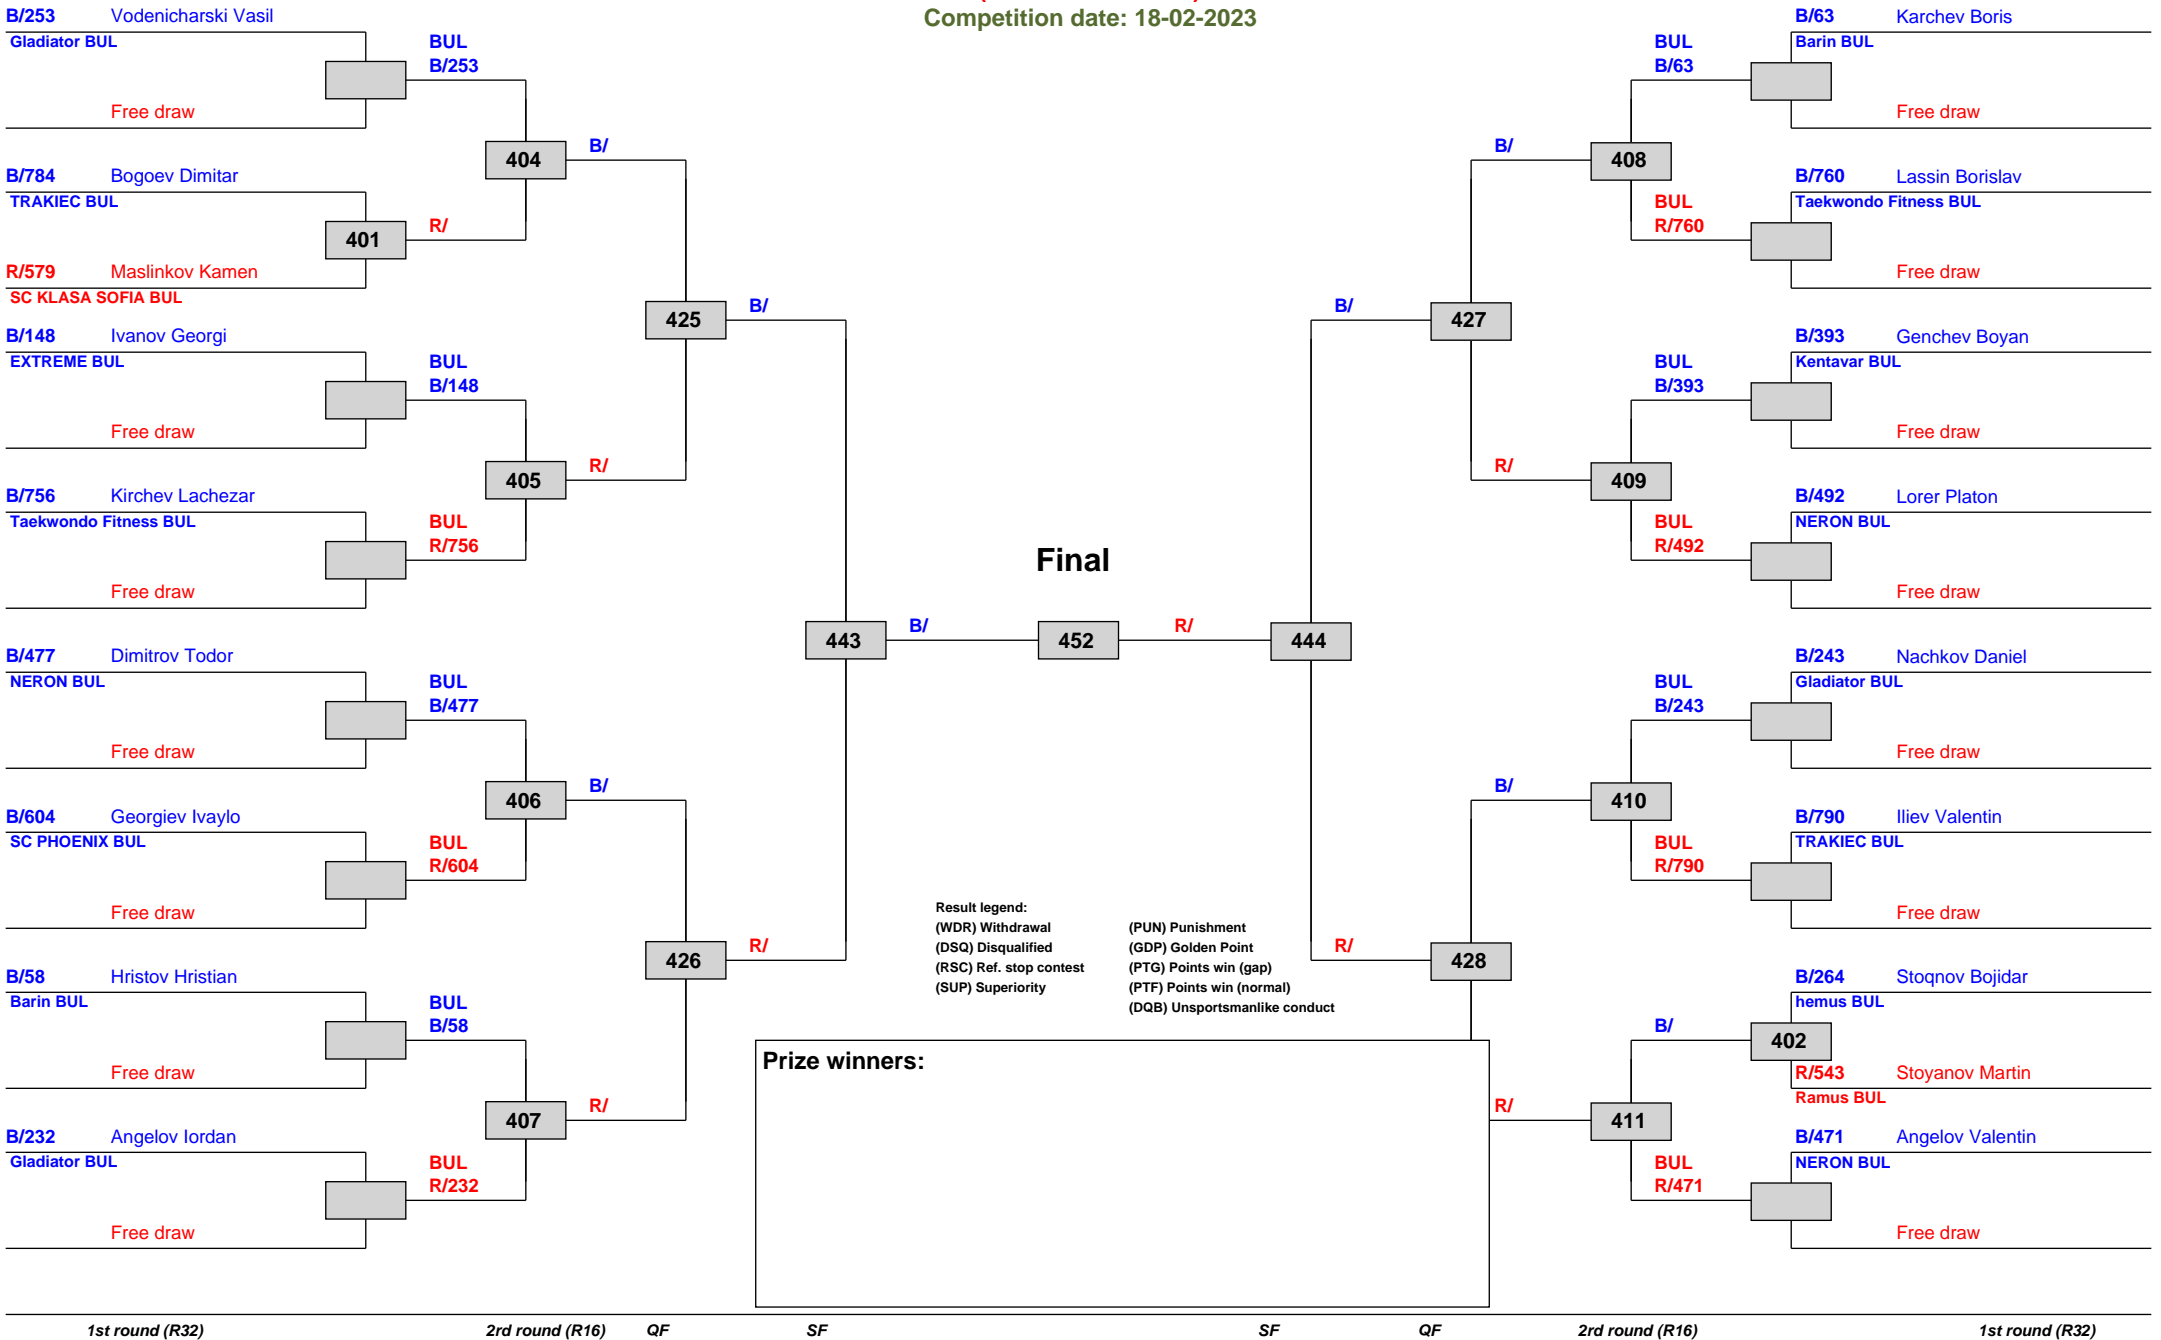 Competition date: 18-02-2023
B/253 Vodenicharski Vasil
Gladiator BUL
BUL
B/253
Free draw
404
B/
B/784 Bogoev Dimitar
TRAKIEC BUL
401
R/
R/579 Maslinkov Kamen
SC KLASA SOFIA BUL
425
B/
B/148 Ivanov Georgi
EXTREME BUL
BUL
B/148
Free draw
405
R/
B/756 Kirchev Lachezar
Taekwondo Fitness BUL
BUL
R/756
Free draw
443
B/
B/477 Dimitrov Todor
NERON BUL
BUL
B/477
Free draw
406
B/
B/604 Georgiev Ivaylo
SC PHOENIX BUL
BUL
R/604
Free draw
426
R/
B/58 Hristov Hristian
Barin BUL
BUL
B/58
Free draw
407
R/
B/232 Angelov Iordan
Gladiator BUL
BUL
R/232
Free draw
Final
452
R/
444
B/63 Karchev Boris
Barin BUL
BUL
B/63
Free draw
B/
408
B/760 Lassin Borislav
Taekwondo Fitness BUL
BUL
R/760
Free draw
B/
427
B/393 Genchev Boyan
Kentavar BUL
BUL
B/393
Free draw
R/
409
B/492 Lorer Platon
NERON BUL
BUL
R/492
Free draw
B/243 Nachkov Daniel
Gladiator BUL
BUL
B/243
Free draw
B/
410
B/790 Iliev Valentin
TRAKIEC BUL
BUL
R/790
Free draw
R/
428
B/264 Stoqnov Bojidar
hemus BUL
B/
402
R/543 Stoyanov Martin
Ramus BUL
R/
411
B/471 Angelov Valentin
NERON BUL
BUL
R/471
Free draw
Result legend:
(WDR) Withdrawal (PUN) Punishment
(DSQ) Disqualified (GDP) Golden Point
(RSC) Ref. stop contest (PTG) Points win (gap)
(SUP) Superiority (PTF) Points win (normal)
(DQB) Unsportsmanlike conduct
Prize winners:
1st round (R32) 2rd round (R16) QF SF SF QF 2rd round (R16) 1st round (R32)